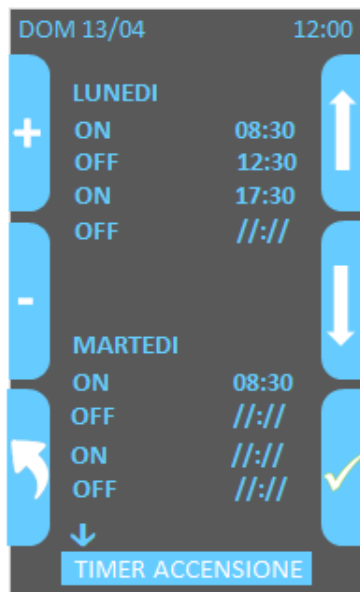 DOM 13/04 12:00
LUNEDI
ON 08:30
OFF 12:30
ON 17:30
OFF //://
MARTEDI
ON 08:30
OFF //://
ON //://
OFF //://
TIMER ACCENSIONE